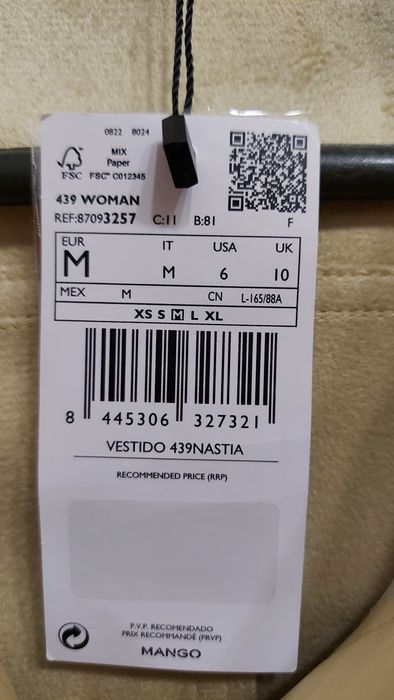 0822 8024
MIX
Paper
FSC FSC® C012345
439 WOMAN
REF:87093257 C:11 B:81 F
EUR IT USA UK
M M 6 10
MEX M CN L-165/88A
XS S M L XL
8 445306 327321
VESTIDO 439NASTIA
RECOMMENDED PRICE (RRP)
P.V.P. RECOMENDADO
PRIX RECOMMANDÉ (PRVP)
MANGO